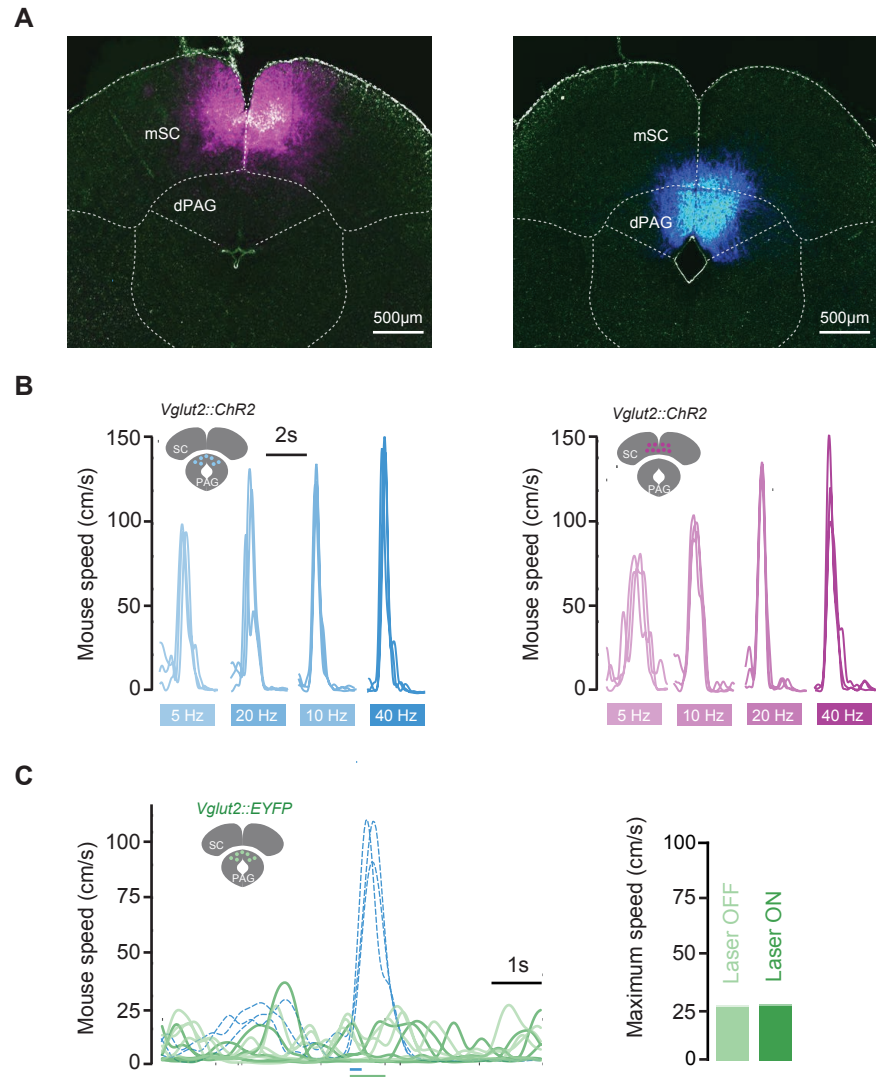 A
mSC
dPAG
500µm
mSC
dPAG
500µm
B
Vglut2::ChR2
2s
SC
PAG
Mouse speed (cm/s)
150
100
50
0
5 Hz
20 Hz
10 Hz
40 Hz
Vglut2::ChR2
SC
PAG
Mouse speed (cm/s)
150
100
50
0
5 Hz
10 Hz
20 Hz
40 Hz
C
Vglut2::EYFP
SC
PAG
Mouse speed (cm/s)
100
75
50
25
0
1s
Maximum speed (cm/s)
100
75
50
25
0
Laser OFF
Laser ON